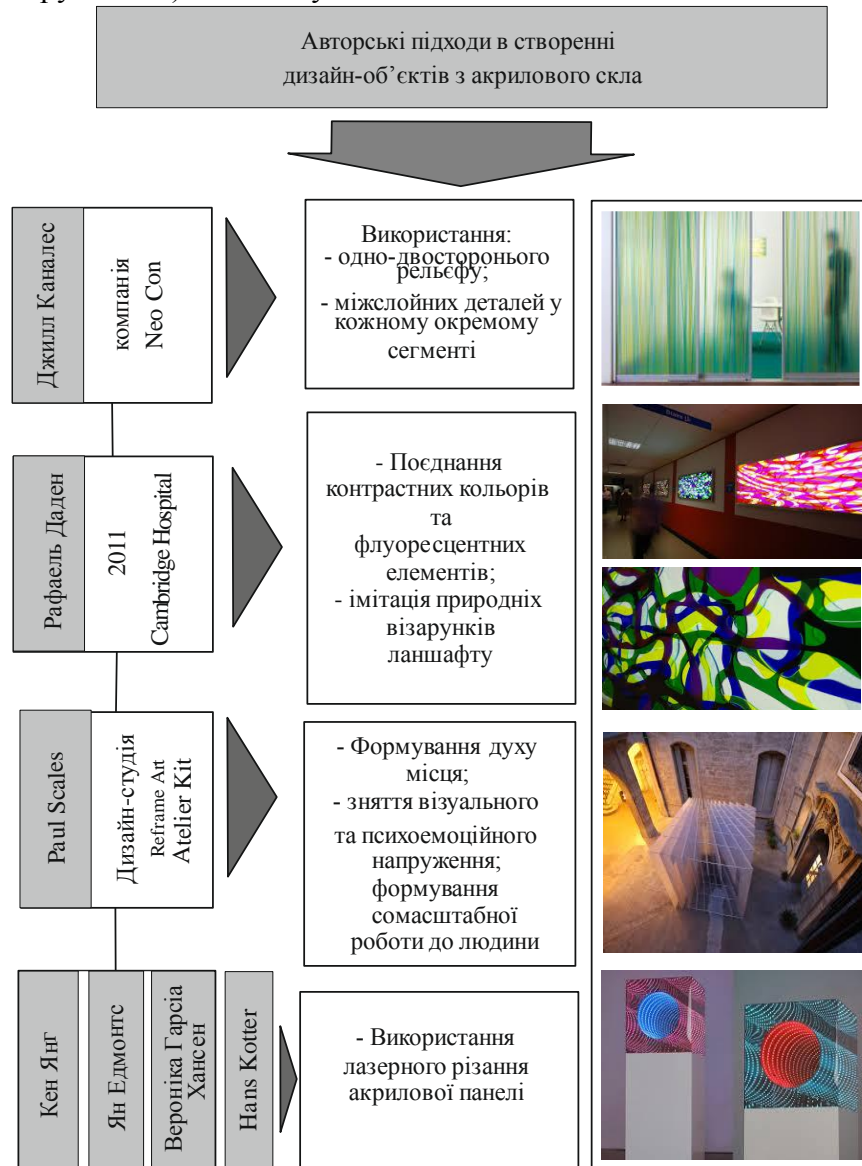 Авторські підходи в створенні
дизайн-об’єктів з акрилового скла
Джилл Каналес
компанія
Neo Con
Використання:
- одно-двостороннього
рельєфу;
- міжслойних деталей у
кожному окремому
сегменті
Рафаель Даден
2011
Cambridge Hospital
- Поєднання
контрастних кольорів
та
флуоресцентних
елементів;
- імітація природніх
візарунків
ланшафту
Paul Scales
Дизайн-студія
Reframe Art
Atelier Kit
- Формування духу
місця;
- зняття візуального
та психоемоційного
напруження;
формування
сомасштабної
роботи до людини
Кен Янг
Ян Едмонтс
Вероніка Гарсіа
Хансен
Hans Kotter
- Використання
лазерного різання
акрилової панелі